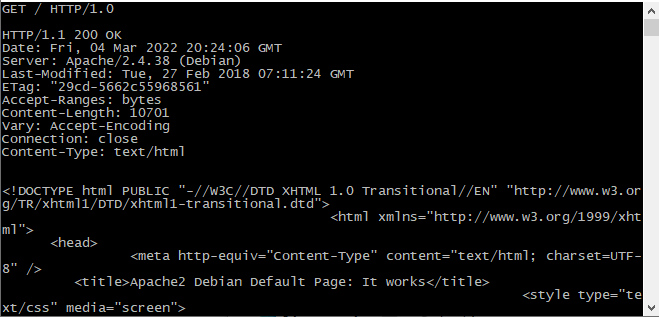 GET / HTTP/1.0
HTTP/1.1 200 OK
Date: Fri, 04 Mar 2022 20:24:06 GMT
Server: Apache/2.4.38 (Debian)
Last-Modified: Tue, 27 Feb 2018 07:11:24 GMT
ETag: "29cd-5662c55968561"
Accept-Ranges: bytes
Content-Length: 10701
Vary: Accept-Encoding
Connection: close
Content-Type: text/html
<!DOCTYPE html PUBLIC "-//W3C//DTD XHTML 1.0 Transitional//EN" "http://www.w3.or
g/TR/xhtml1/DTD/xhtml1-transitional.dtd">
<html xmlns="http://www.w3.org/1999/xht
ml">
<head>
<meta http-equiv="Content-Type" content="text/html; charset=UTF-
8" />
<title>Apache2 Debian Default Page: It works</title>
<style type="te
xt/css" media="screen">